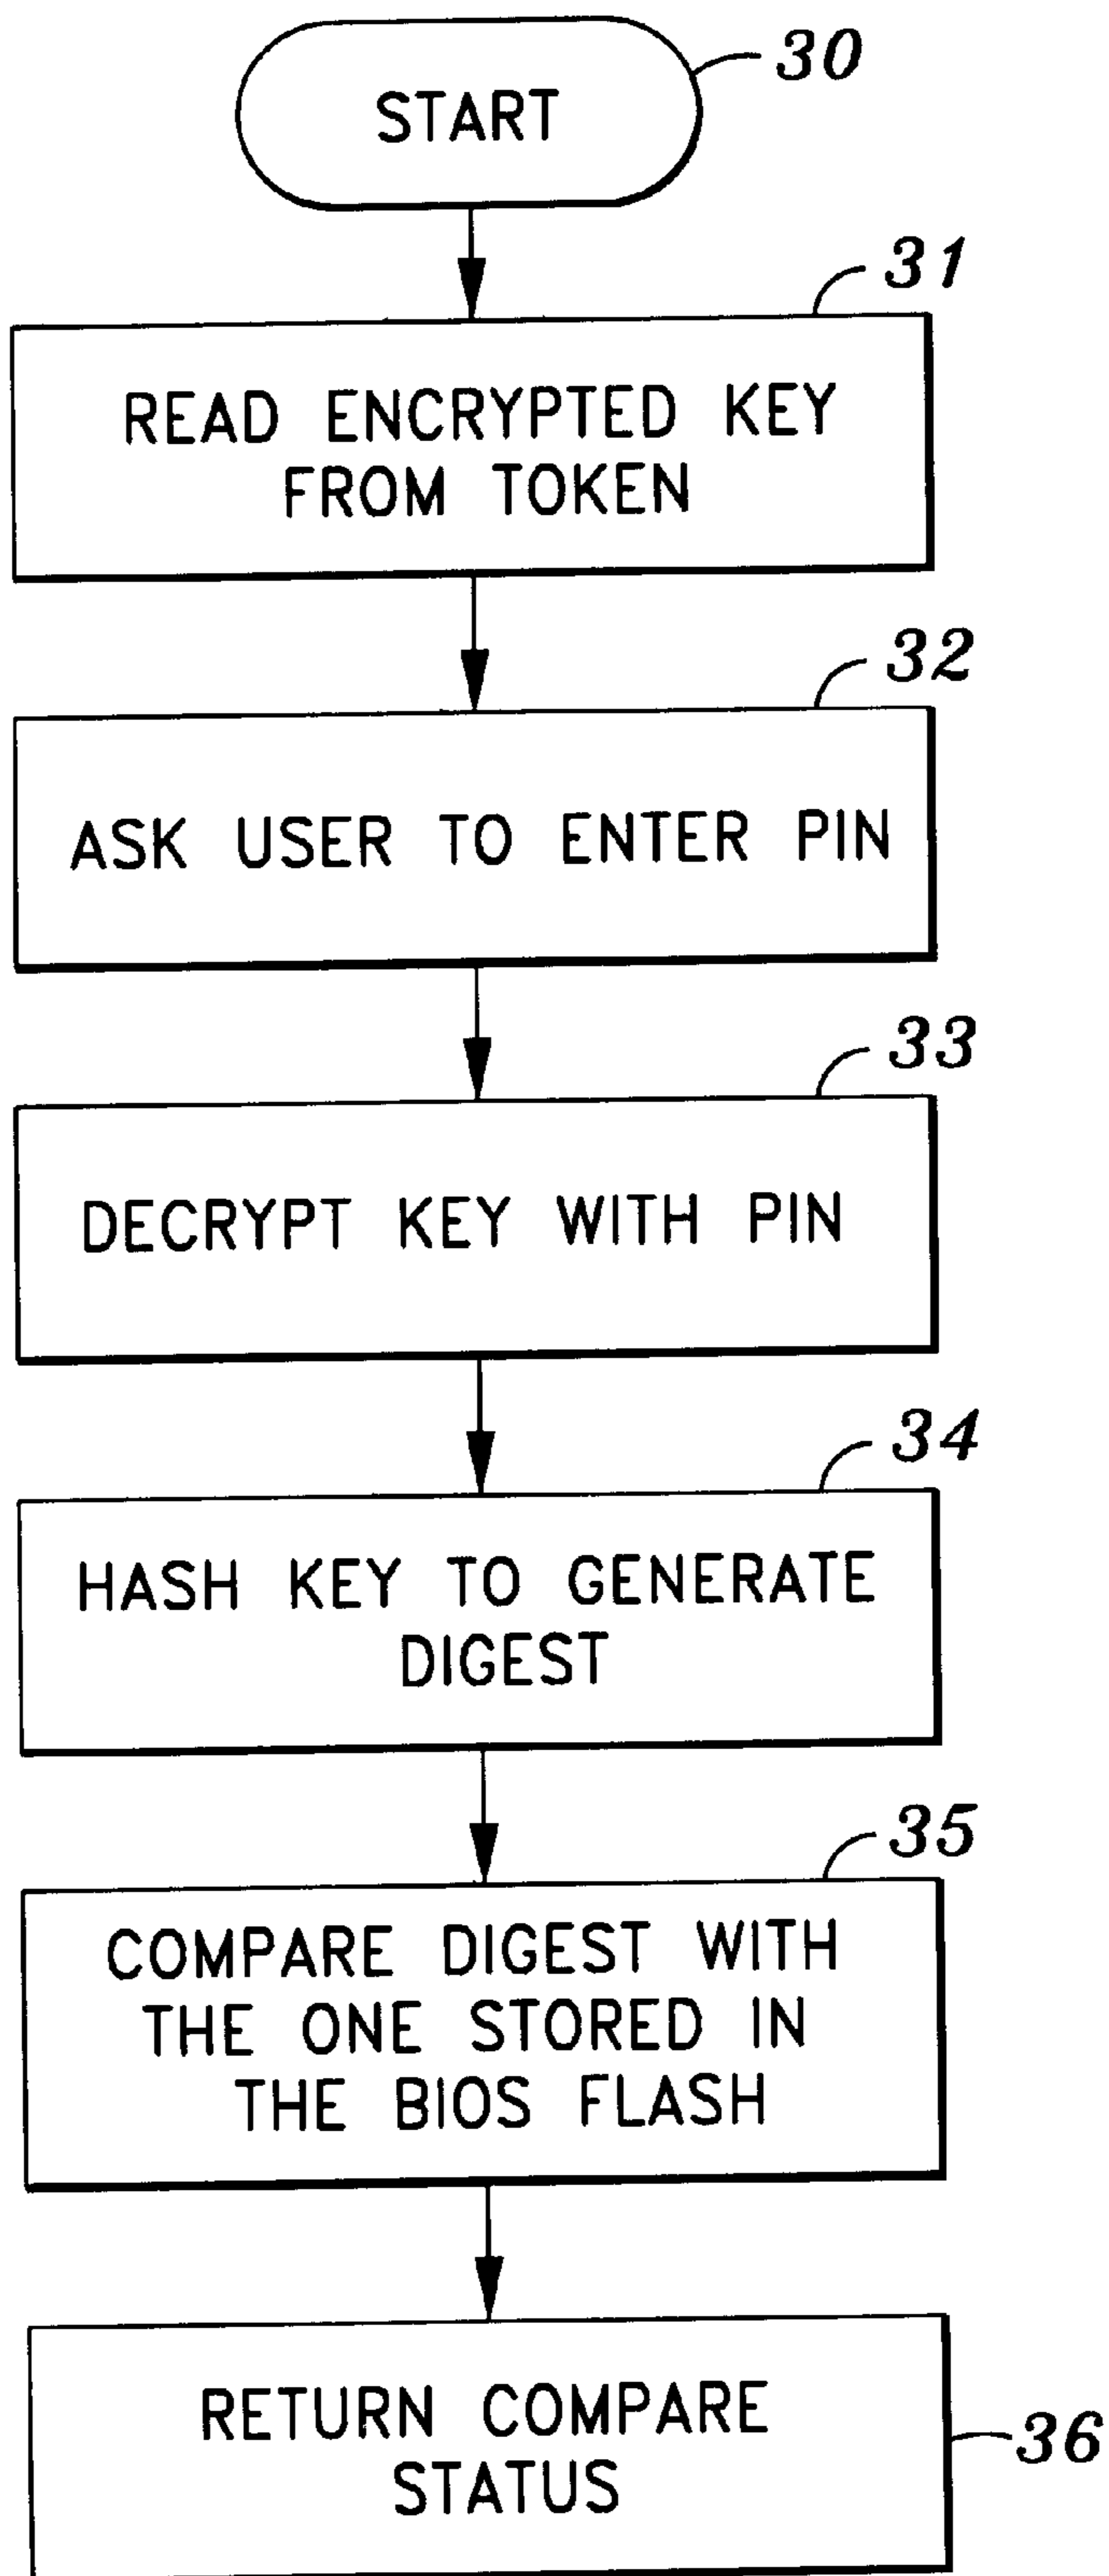 30
START
31
READ ENCRYPTED KEY
FROM TOKEN
32
ASK USER TO ENTER PIN
33
DECRYPT KEY WITH PIN
34
HASH KEY TO GENERATE
DIGEST
35
COMPARE DIGEST WITH
THE ONE STORED IN
THE BIOS FLASH
RETURN COMPARE
STATUS
36